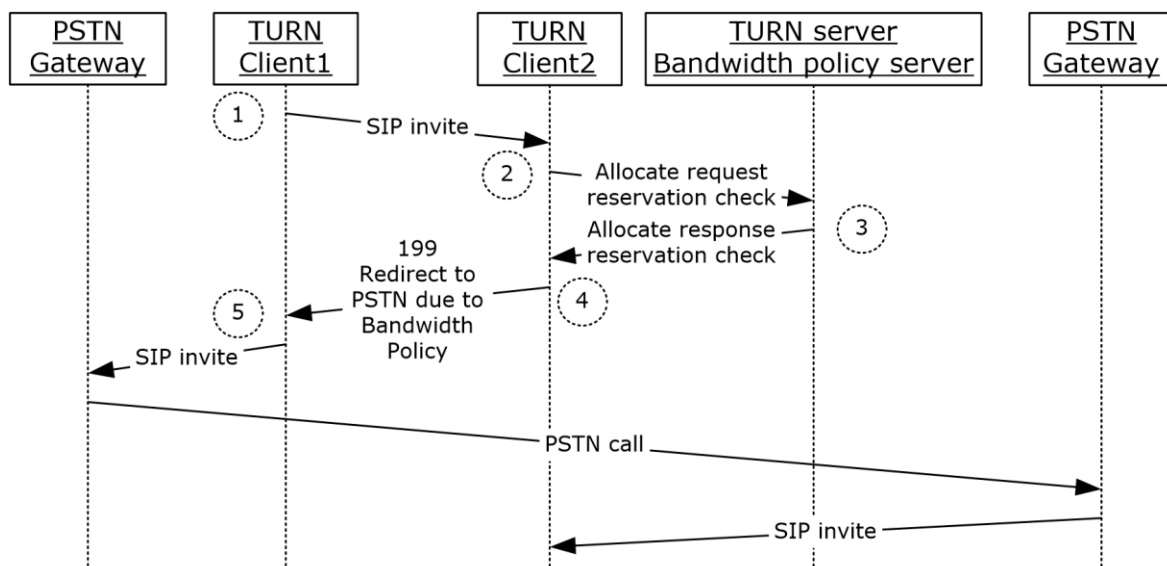 PSTN
Gateway
TURN
Client1
TURN
Client2
TURN server
Bandwidth policy server
PSTN
Gateway
1
SIP invite
2
Allocate request
reservation check
Allocate response
reservation check
3
199
Redirect to
PSTN due to
Bandwidth
Policy
4
5
SIP invite
PSTN call
SIP invite